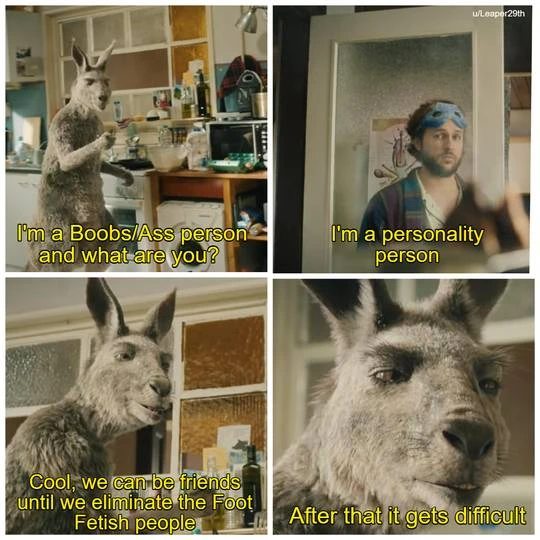 u/Leaper29th
I'm a Boobs/Ass person
and what are you?
I'm a personality
person
Cool, we can be friends
until we eliminate the Foot
Fetish people
After that it gets difficult